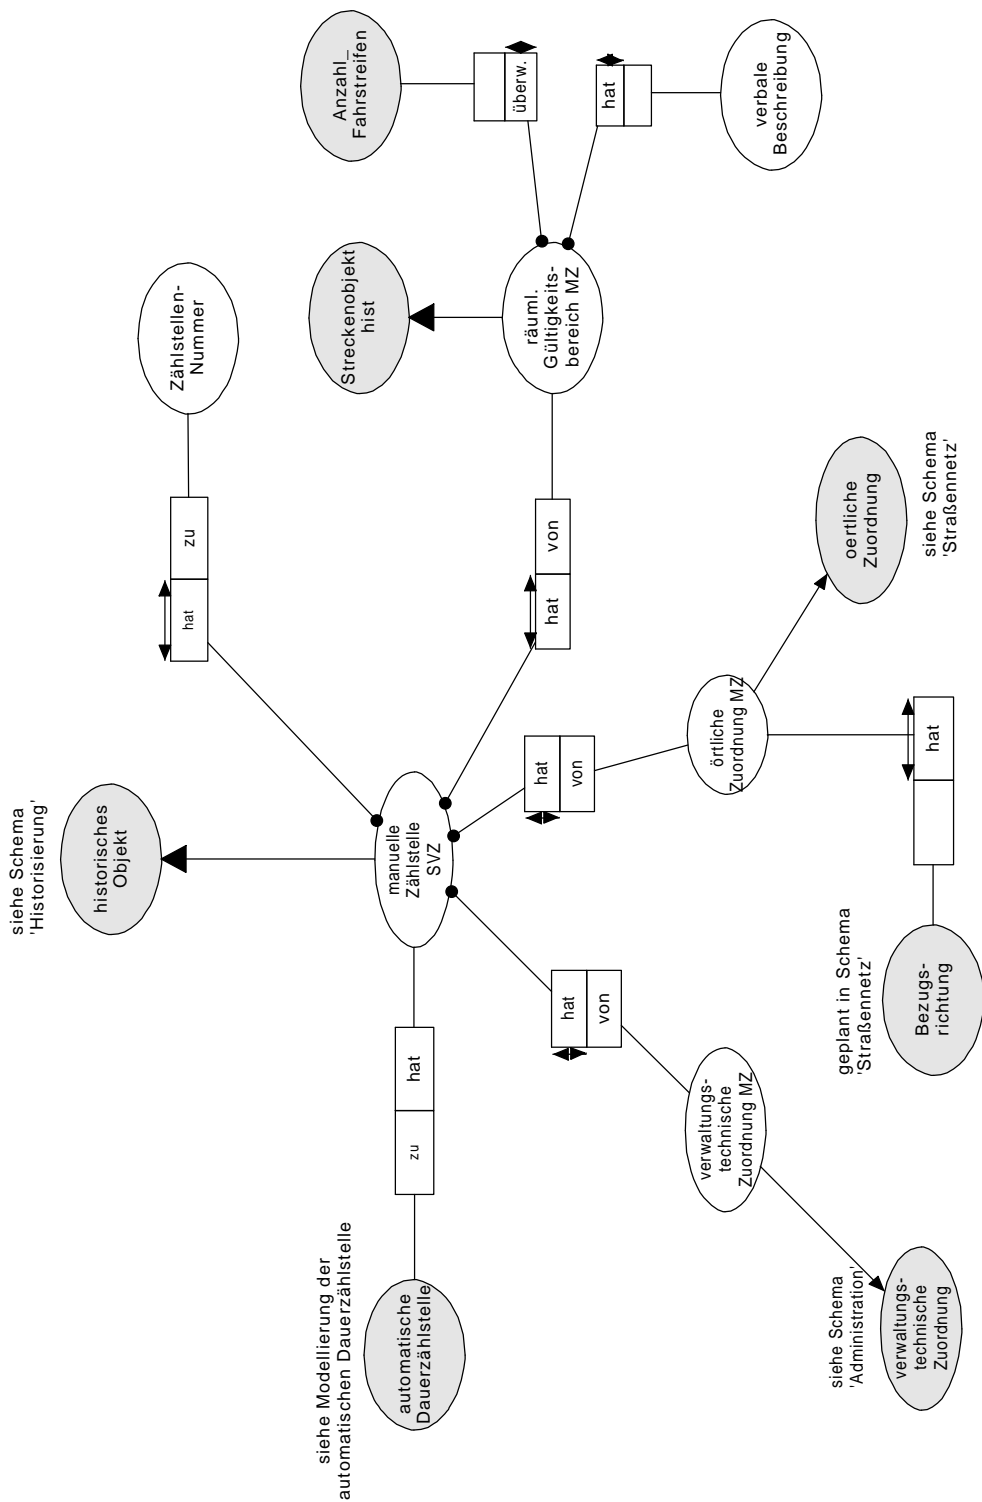 siehe Schema
'Historisierung'
historisches
Objekt
Zählstellen-
Nummer
hat
zu
Anzahl_
Fahrstreifen
überw.
Streckenobjekt
hist
hat
verbale
Beschreibung
räuml.
Gültigkeits-
bereich MZ
hat
von
manuelle
Zählstelle
SVZ
siehe Modellierung der
automatischen Dauerzählstelle
automatische
Dauerzählstelle
zu
hat
hat
von
örtliche
Zuordnung MZ
oertliche
Zuordnung
siehe Schema
'Straßennetz'
hat
geplant in Schema
'Straßennetz'
Bezugs-
richtung
hat
von
verwaltungs-
technische
Zuordnung MZ
siehe Schema
'Administration'
verwaltungs-
technische
Zuordnung